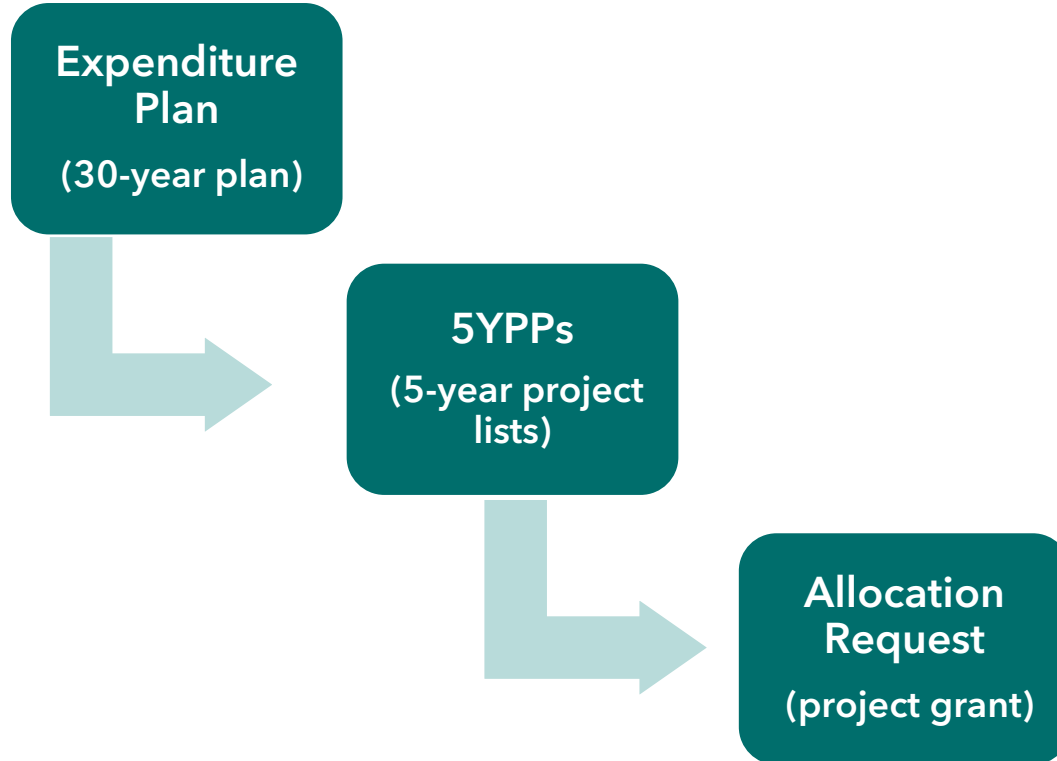 Expenditure
Plan
(30-year plan)
5YPPs
(5-year project
lists)
Allocation
Request
(project grant)